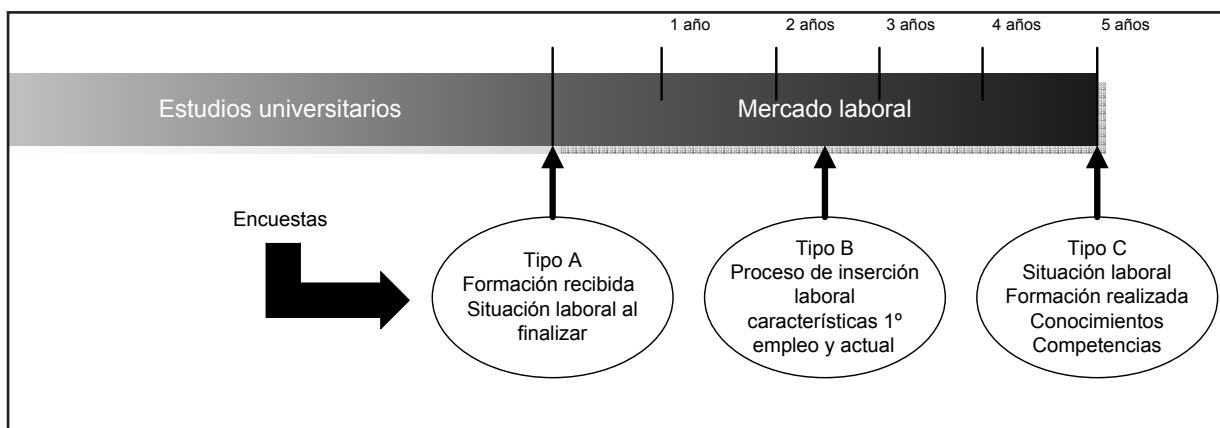 1 año
2 años
3 años
4 años
5 años
Estudios universitarios
Mercado laboral
Encuestas
Tipo A
Formación recibida
Situación laboral al
finalizar
Tipo B
Proceso de inserción
laboral
características 1º
empleo y actual
Tipo C
Situación laboral
Formación realizada
Conocimientos
Competencias